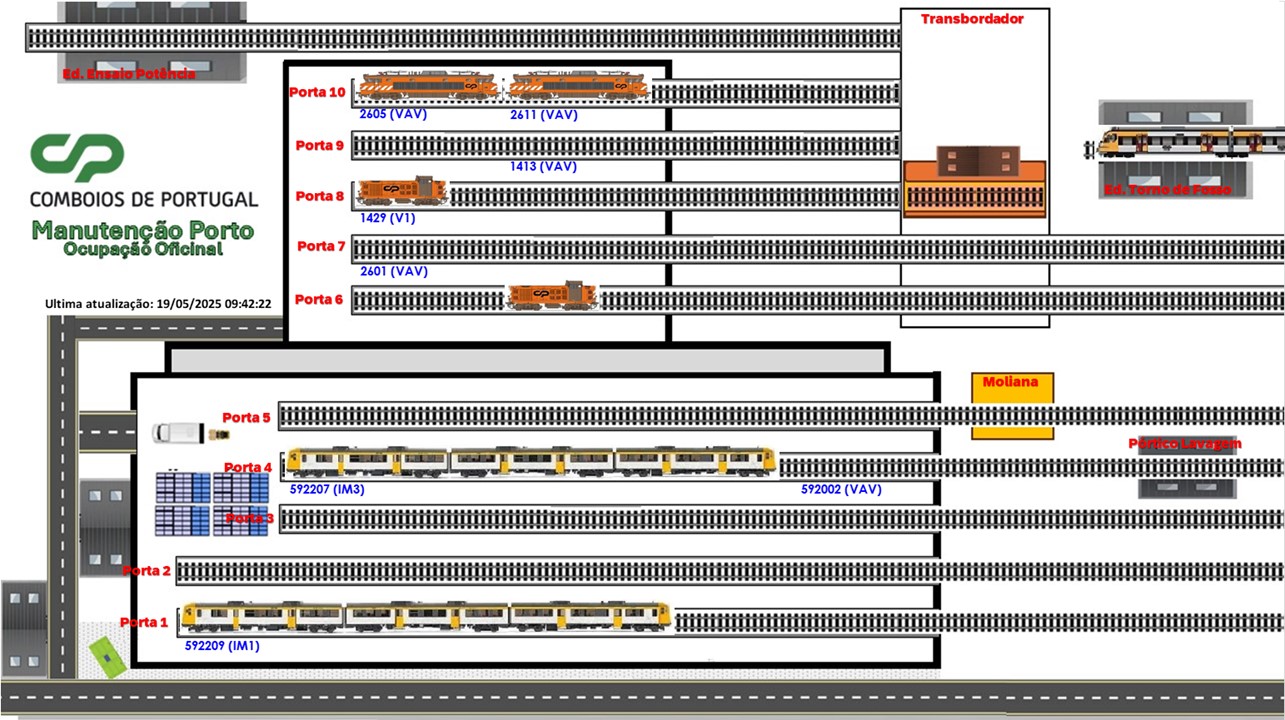 Transbordador
Ed. Ensaio Potência
Porta 10
2605 (VAV)
2611 (VAV)
Porta 9
1413 (VAV)
CP
COMBOIOS DE PORTUGAL
Manutenção Porto
Ocupação Oficinal
Porta 8
1429 (V1)
Ed. Torno de Fosso
Porta 7
2601 (VAV)
Porta 6
Ultima atualização: 19/05/2025 09:42:22
Moliana
Porta 5
Pórtico Lavagem
Porta 4
592207 (IM3)
592002 (VAV)
Porta 3
Porta 2
Porta 1
592209 (IM1)